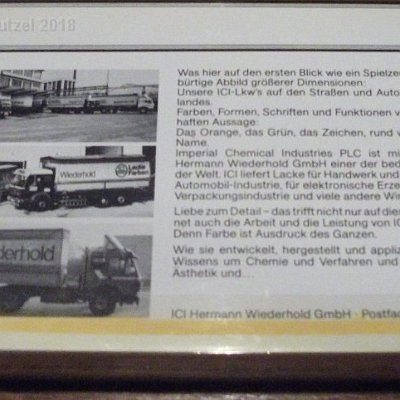 utzel 2018
Was hier auf den ersten Blick wie ein Spielze
bürtige Abbild größerer Dimensionen:
Unsere ICI-Lkw's auf den Straßen und Auto
landes.
Farben, Formen, Schriften und Funktionen v
haften Aussage:
Das Orange, das Grün, das Zeichen, rund v
Name.
Imperial Chemical Industries PLC ist mi
Hermann Wiederhold GmbH einer der bed
der Welt. ICI liefert Lacke für Handwerk und
Automobil-Industrie, für elektronische Erze
Verpackungsindustrie und viele andere Wir
Liebe zum Detail – das trifft nicht nur auf die
net auch die Arbeit und die Leistung von IC
Denn Farbe ist Ausdruck des Ganzen.
Wie sie entwickelt, hergestellt und appliz
Wissens um Chemie und Verfahren und
Ästhetik und....
ICI Hermann Wiederhold GmbH · Postfac
Wiederhold
Lacke
Farben
derhold